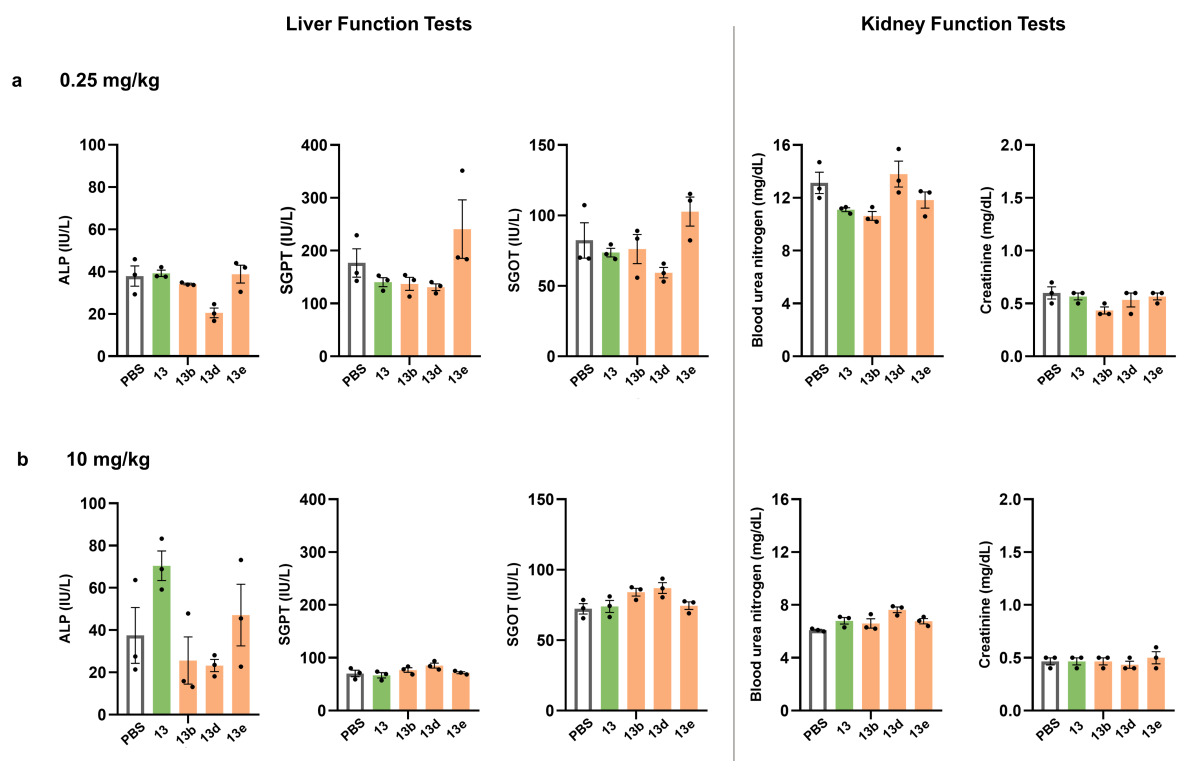 Liver Function Tests
Kidney Function Tests
a 0.25 mg/kg
ALP (IU/L)
100
80
60
40
20
0
PBS 13 13b 13d 13e
SGPT (IU/L)
400
300
200
100
0
PBS 13 13b 13d 13e
SGOT (IU/L)
150
100
50
0
PBS 13 13b 13d 13e
Blood urea nitrogen (mg/dL)
16
12
8
4
0
PBS 13 13b 13d 13e
Creatinine (mg/dL)
2.0
1.5
1.0
0.5
0.0
PBS 13 13b 13d 13e
b 10 mg/kg
ALP (IU/L)
100
80
60
40
20
0
PBS 13 13b 13d 13e
SGPT (IU/L)
400
300
200
100
0
PBS 13 13b 13d 13e
SGOT (IU/L)
150
100
50
0
PBS 13 13b 13d 13e
Blood urea nitrogen (mg/dL)
16
12
8
4
0
PBS 13 13b 13d 13e
Creatinine (mg/dL)
2.0
1.5
1.0
0.5
0.0
PBS 13 13b 13d 13e